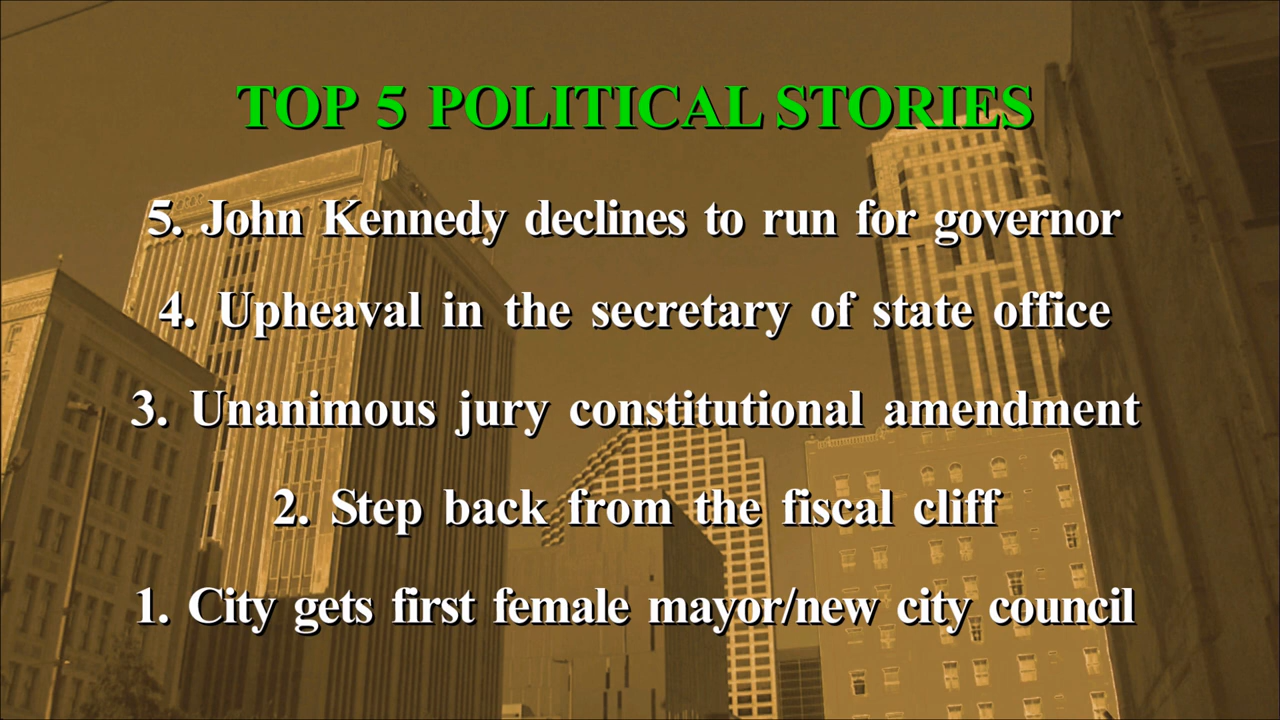 TOP 5 POLITICAL STORIES
5. John Kennedy declines to run for governor
4. Upheaval in the secretary of state office
3. Unanimous jury constitutional amendment
2. Step back from the fiscal cliff
1. City gets first female mayor/new city council